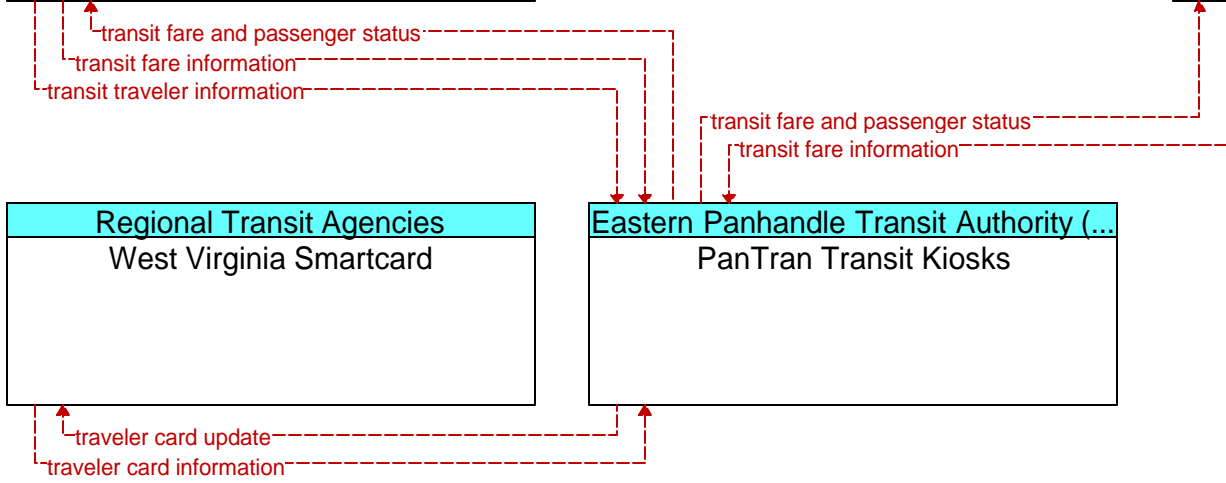 transit fare and passenger status
transit fare information
transit traveler information
transit fare and passenger status
transit fare information
Regional Transit Agencies
West Virginia Smartcard
Eastern Panhandle Transit Authority (...
PanTran Transit Kiosks
traveler card update
traveler card information